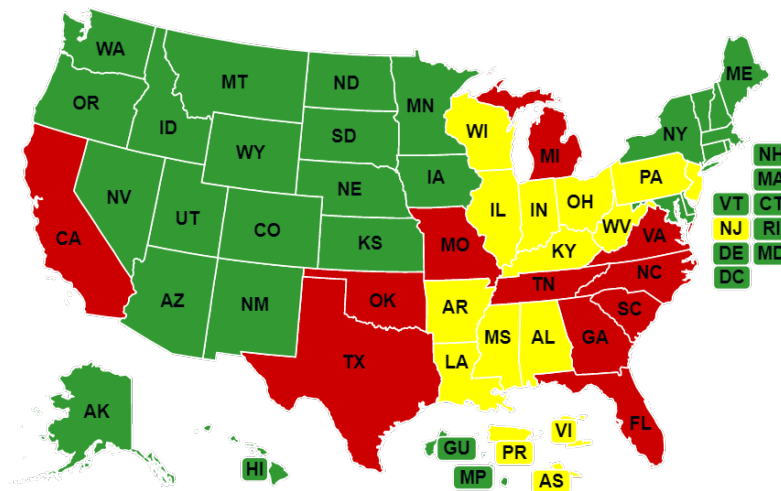 WA
MT
ND
MN
ME
OR
ID
SD
WI
NY
WY
MI
NH
IA
PA
MA
NE
NV
IL
IN
OH
VT
CT
UT
CO
WV
NJ
RI
CA
KS
MO
KY
VA
DE
MD
NC
DC
TN
AZ
NM
OK
AR
SC
MS
AL
GA
TX
LA
AK
FL
VI
GU
PR
HI
MP
AS